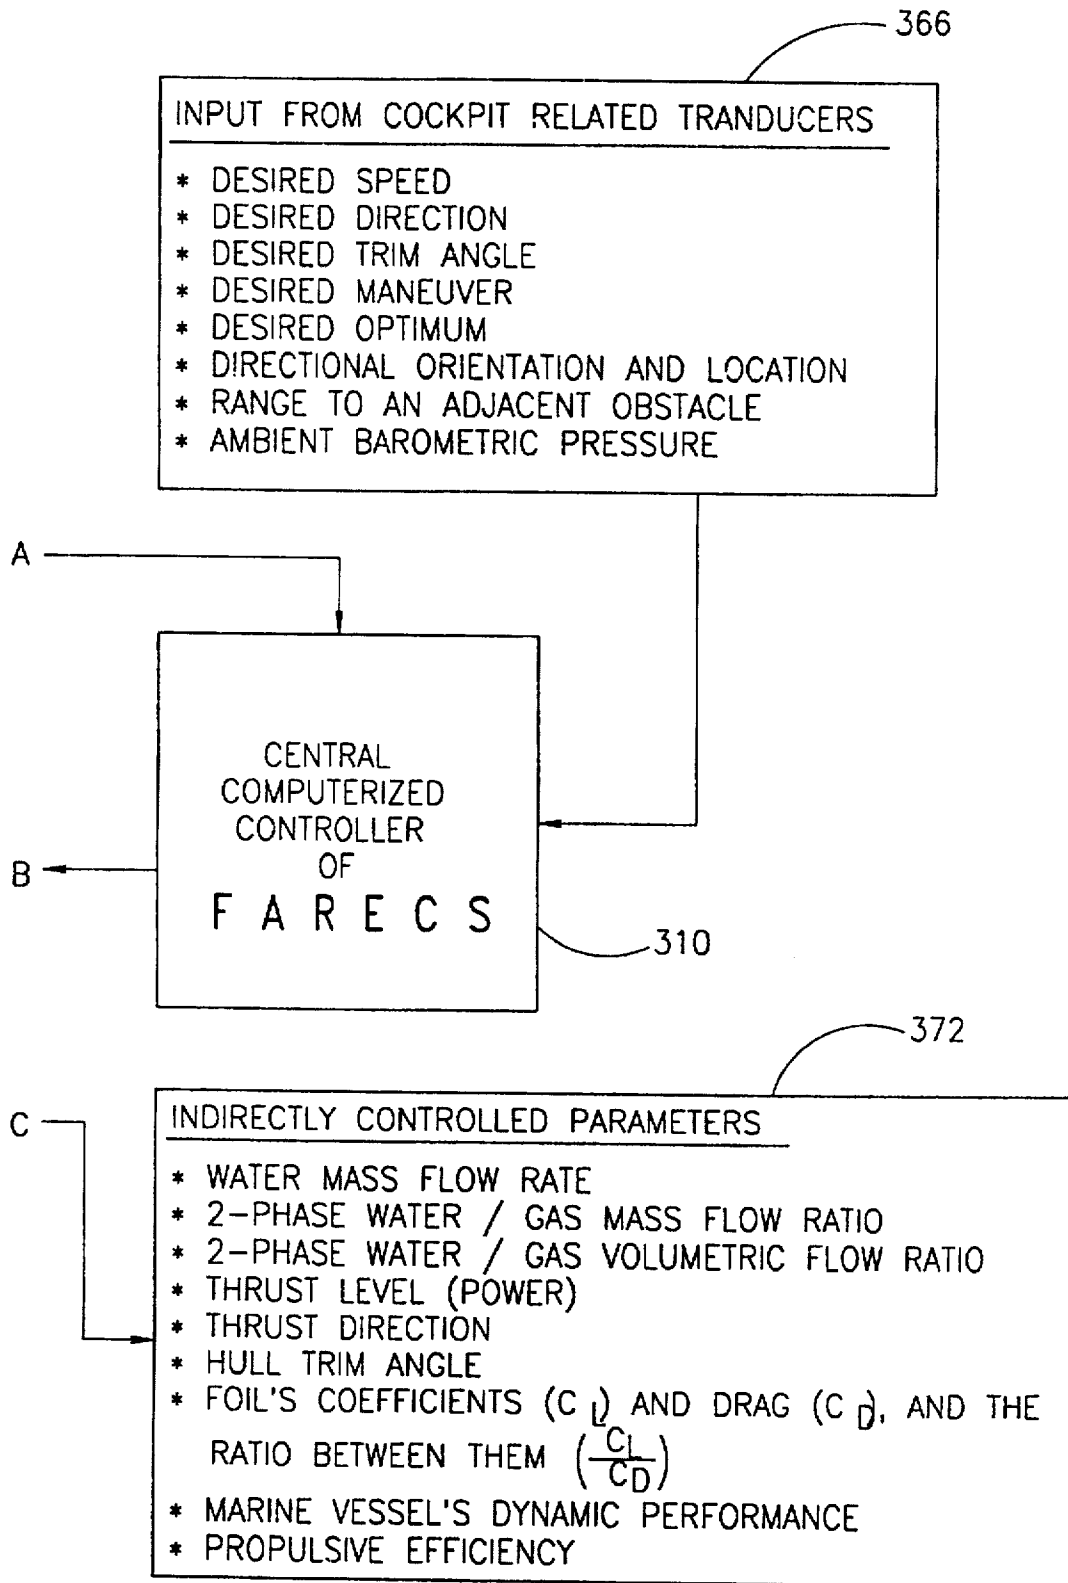 366
INPUT FROM COCKPIT RELATED TRANDUCERS
* DESIRED SPEED
* DESIRED DIRECTION
* DESIRED TRIM ANGLE
* DESIRED MANEUVER
* DESIRED OPTIMUM
* DIRECTIONAL ORIENTATION AND LOCATION
* RANGE TO AN ADJACENT OBSTACLE
* AMBIENT BAROMETRIC PRESSURE
A
CENTRAL
COMPUTERIZED
CONTROLLER
OF
F A R E C S
B
310
372
C
INDIRECTLY CONTROLLED PARAMETERS
* WATER MASS FLOW RATE
* 2-PHASE WATER / GAS MASS FLOW RATIO
* 2-PHASE WATER / GAS VOLUMETRIC FLOW RATIO
* THRUST LEVEL (POWER)
* THRUST DIRECTION
* HULL TRIM ANGLE
* FOIL'S COEFFICIENTS (C L) AND DRAG (C D), AND THE
RATIO BETWEEN THEM (CL/CD)
* MARINE VESSEL'S DYNAMIC PERFORMANCE
* PROPULSIVE EFFICIENCY